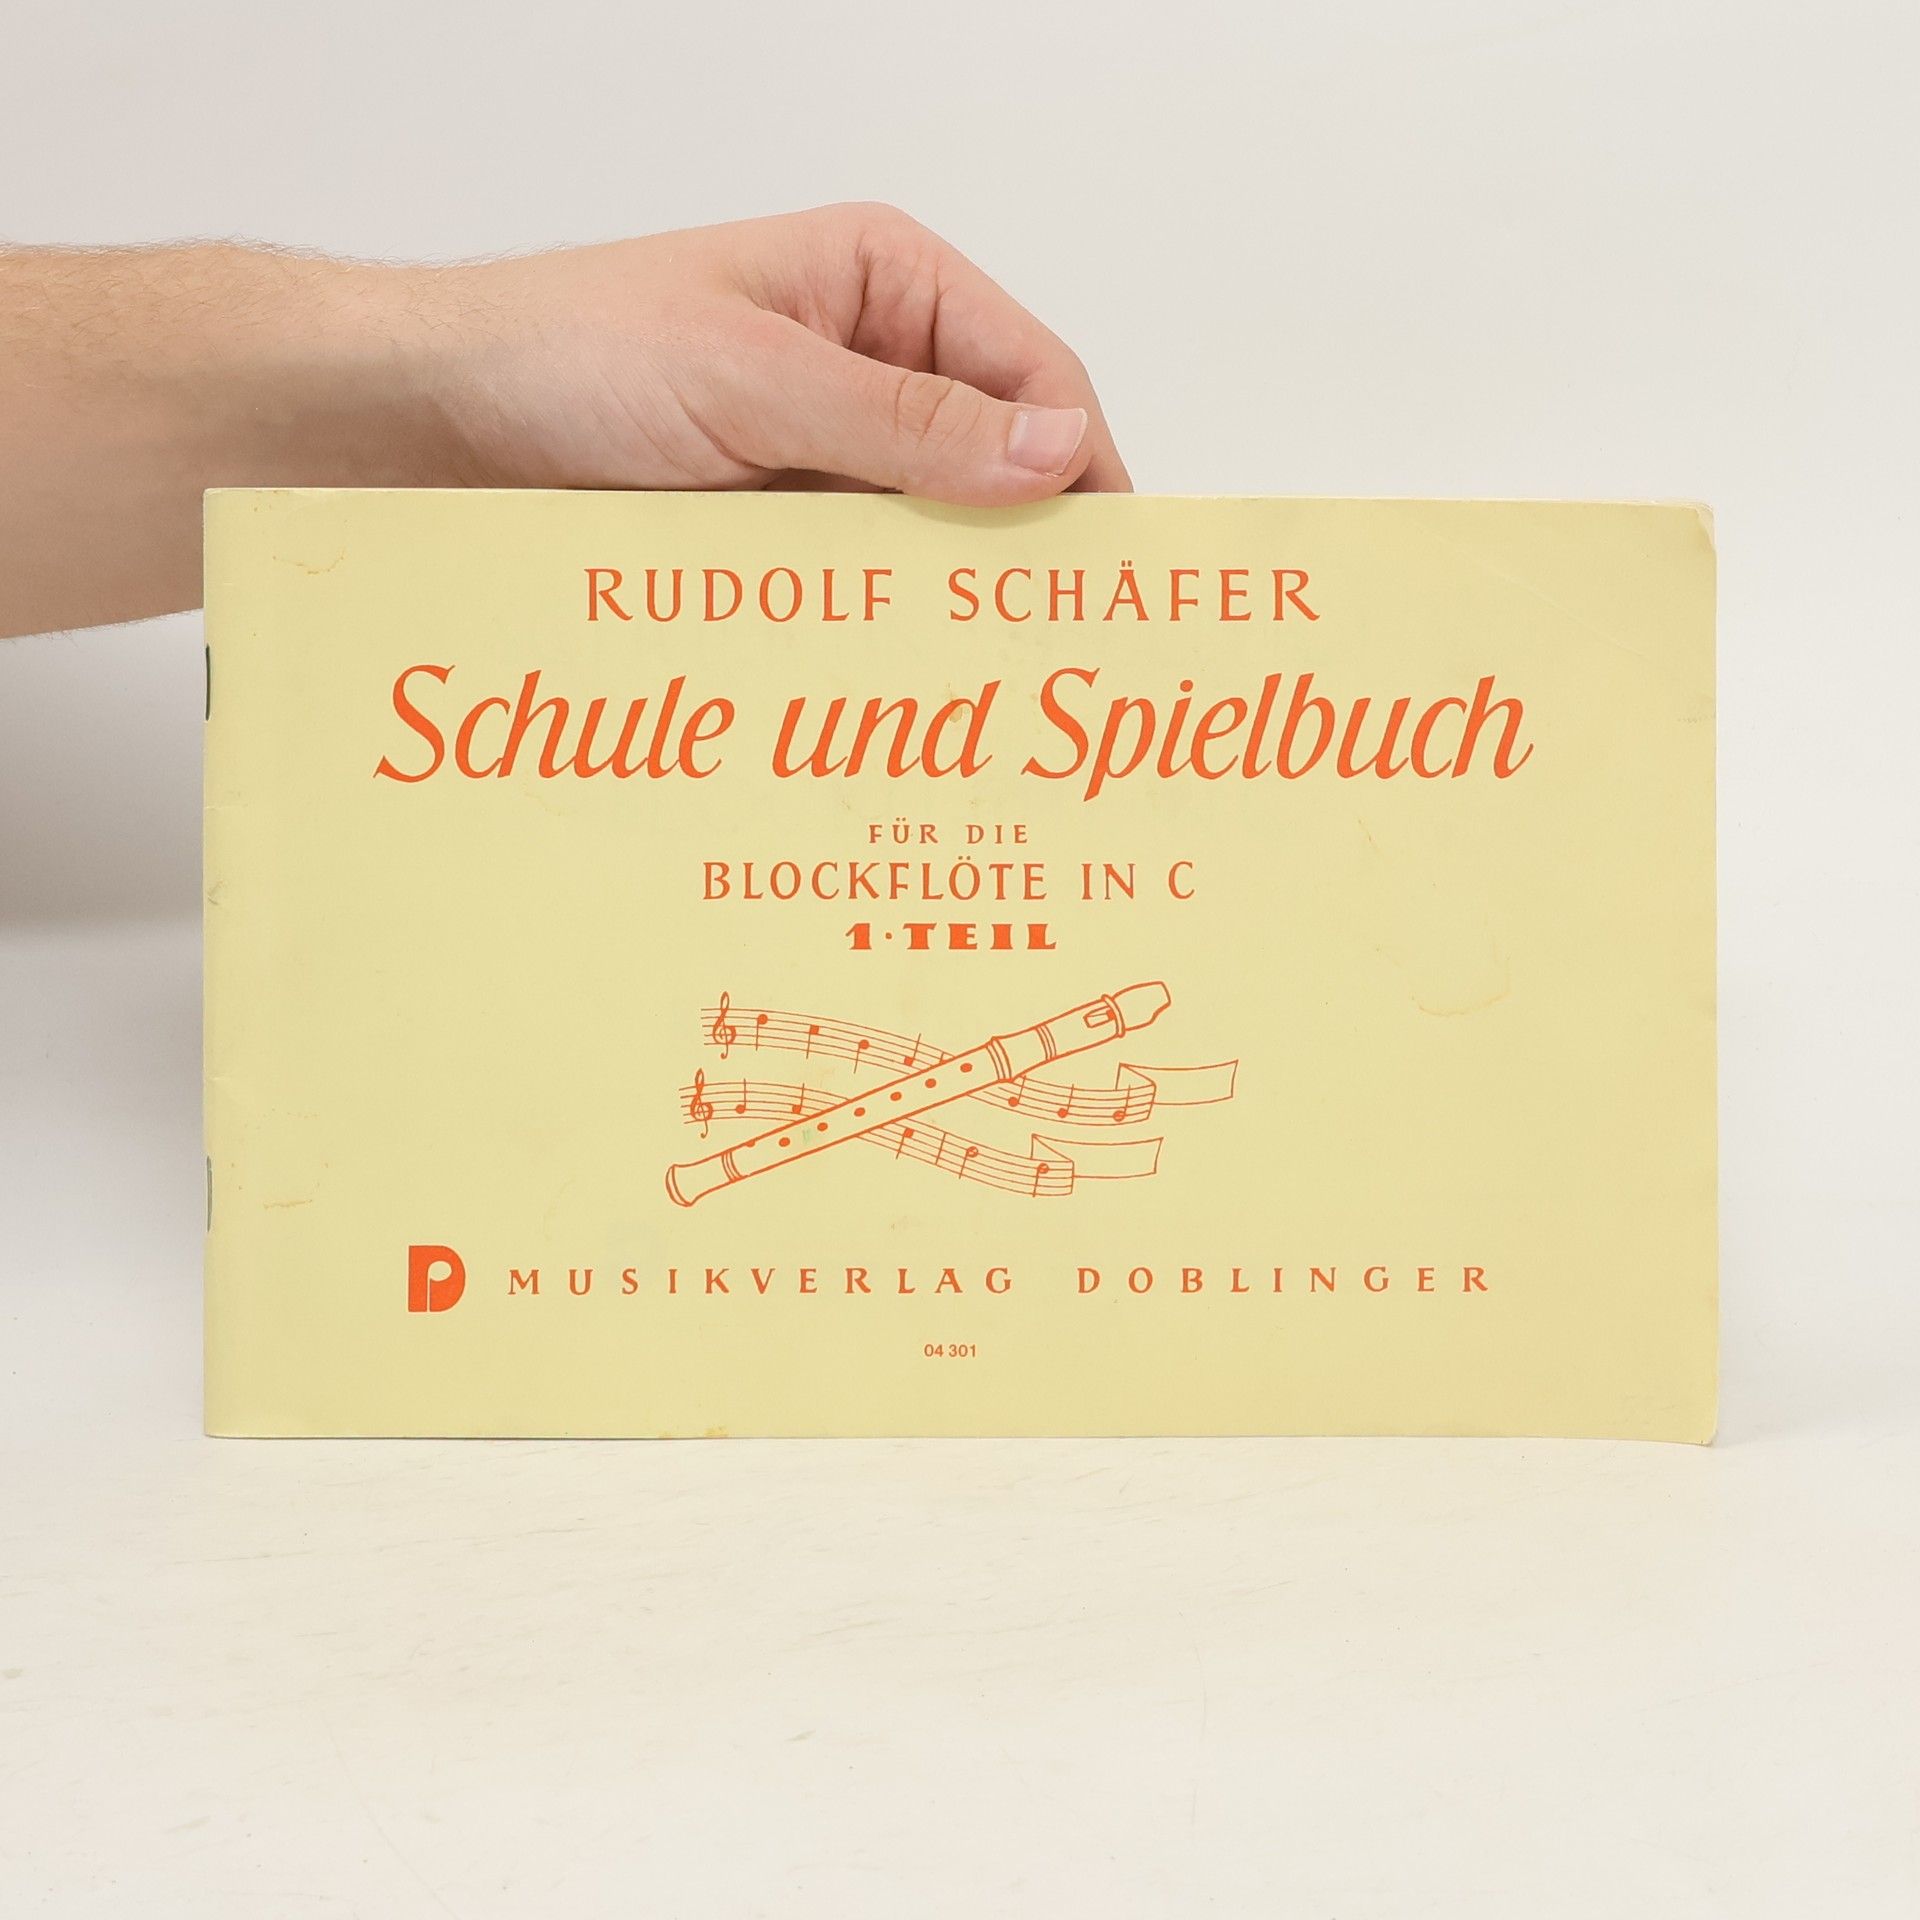 RUDOLF SCHÄFER
Schule und Spielbuch
FÜR DIE
BLOCKFLÖTE IN C
1. TEIL
D MUSIKVERLAG DOBLINGER
04 301